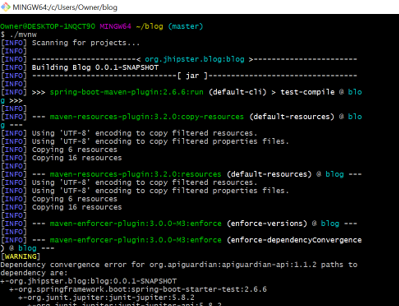 MINGW64:/c/Users/Owner/blog
Owner@DESKTOP-1NQCT90 MINGW64 ~/blog (master)
$ ./mvnw
[INFO] Scanning for projects...
[INFO]
[INFO] ----------------------< org.jhipster.blog:blog >-----------------------
[INFO] Building Blog 0.0.1-SNAPSHOT
[INFO] --------------------------------[ jar ]---------------------------------
[INFO]
[INFO] >>> spring-boot-maven-plugin:2.6.6:run (default-cli) > test-compile @ blo
g >>>
[INFO]
[INFO] --- maven-resources-plugin:3.2.0:copy-resources (default-resources) @ blo
g ---
[INFO] Using 'UTF-8' encoding to copy filtered resources.
[INFO] Using 'UTF-8' encoding to copy filtered properties files.
[INFO] Copying 6 resources
[INFO] Copying 16 resources
[INFO]
[INFO] --- maven-resources-plugin:3.2.0:resources (default-resources) @ blog ---
[INFO] Using 'UTF-8' encoding to copy filtered resources.
[INFO] Using 'UTF-8' encoding to copy filtered properties files.
[INFO] Copying 6 resources
[INFO] Copying 16 resources
[INFO]
[INFO] --- maven-enforcer-plugin:3.0.0-M3:enforce (enforce-versions) @ blog ---
[INFO]
[INFO] --- maven-enforcer-plugin:3.0.0-M3:enforce (enforce-dependencyConvergence
) @ blog ---
[WARNING]
Dependency convergence error for org.apiguardian:apiguardian-api:1.1.2 paths to
dependency are:
+-org.jhipster.blog:blog:0.0.1-SNAPSHOT
+-org.springframework.boot:spring-boot-starter-test:2.6.6
+-org.junit.jupiter:junit-jupiter:5.8.2
+-org.junit.jupiter:junit-jupiter-api:5.8.2